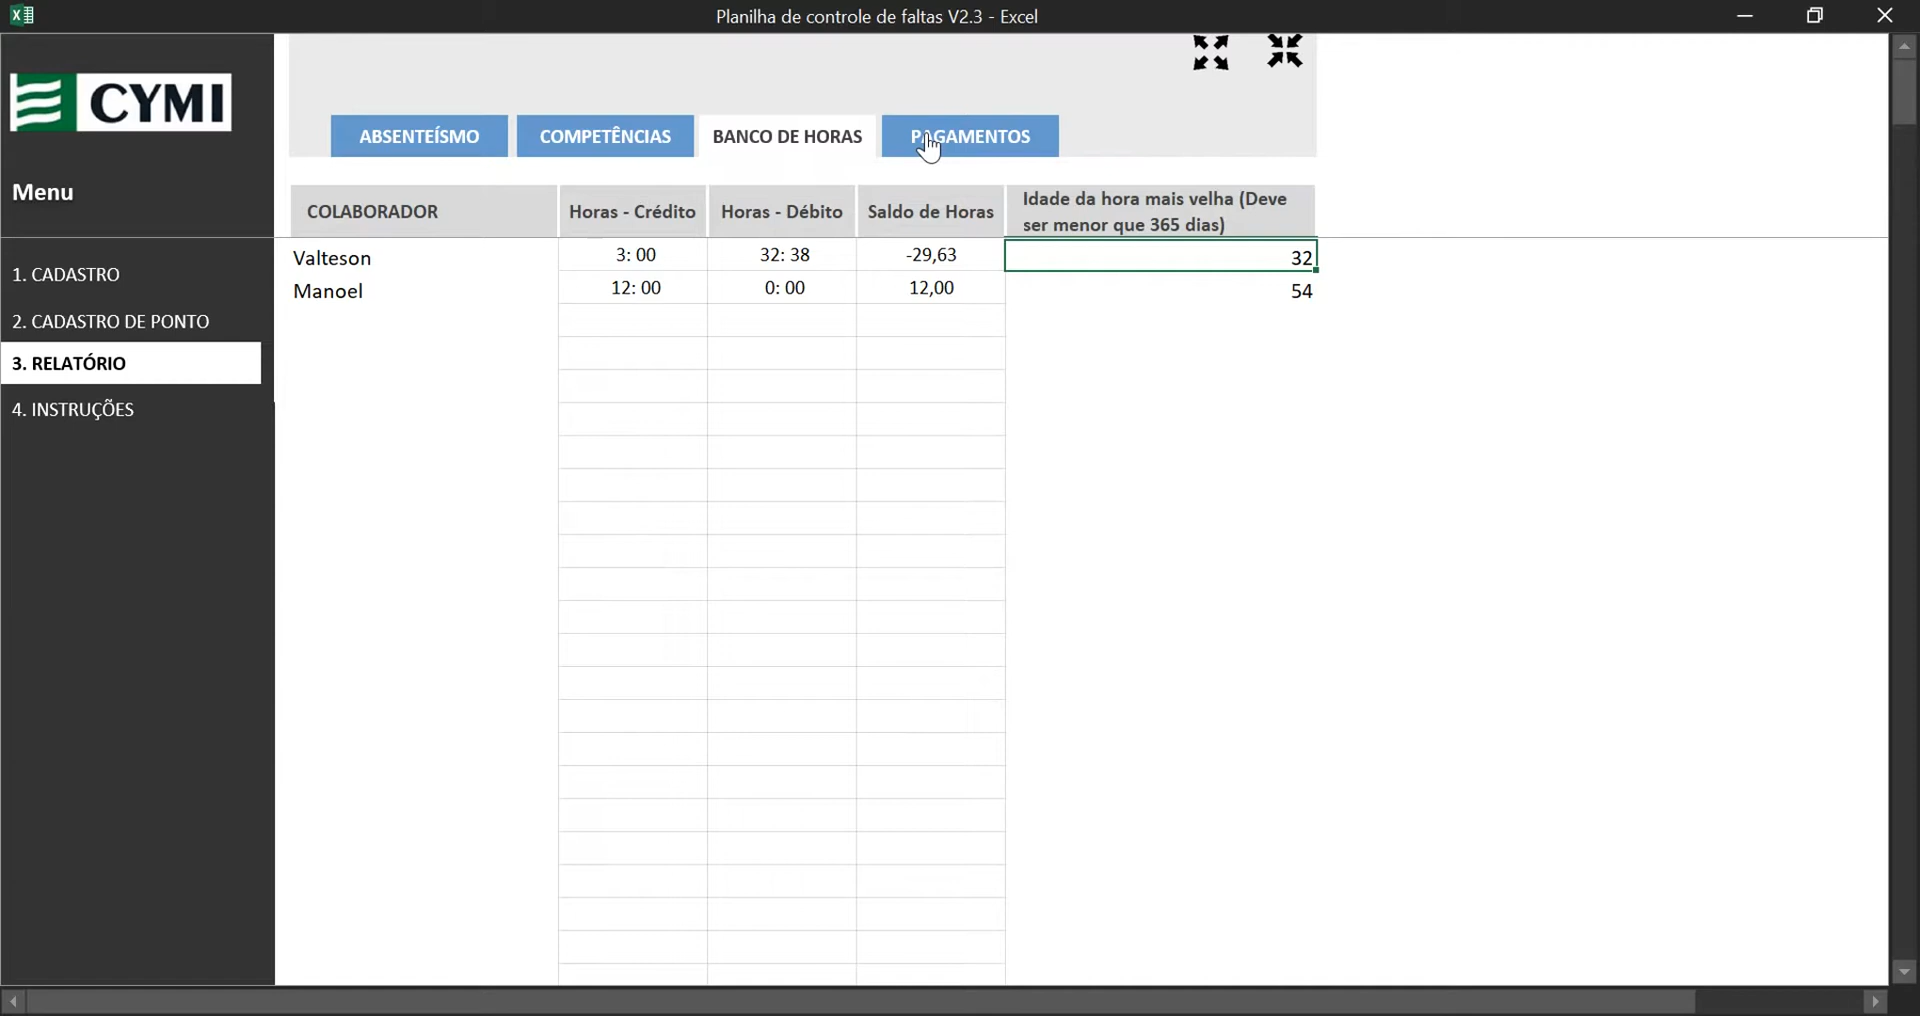 Planilha de controle de faltas V2.3 - Excel
CYMI
Menu
1. CADASTRO
2. CADASTRO DE PONTO
3. RELATÓRIO
4. INSTRUÇÕES
ABSENTEÍSMO COMPETÊNCIAS BANCO DE HORAS PAGAMENTOS
COLABORADOR Horas - Crédito Horas - Débito Saldo de Horas Idade da hora mais velha (Deve
ser menor que 365 dias)
Valteson 3: 00 32: 38 -29,63 32
Manoel 12: 00 0: 00 12,00 54